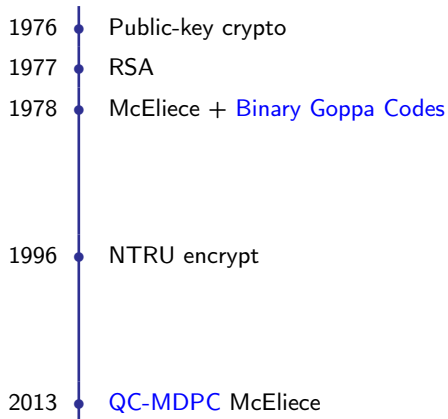 1976 Public-key crypto
1977 RSA
1978 McEliece + Binary Goppa Codes
1996 NTRU encrypt
2013 QC-MDPC McEliece